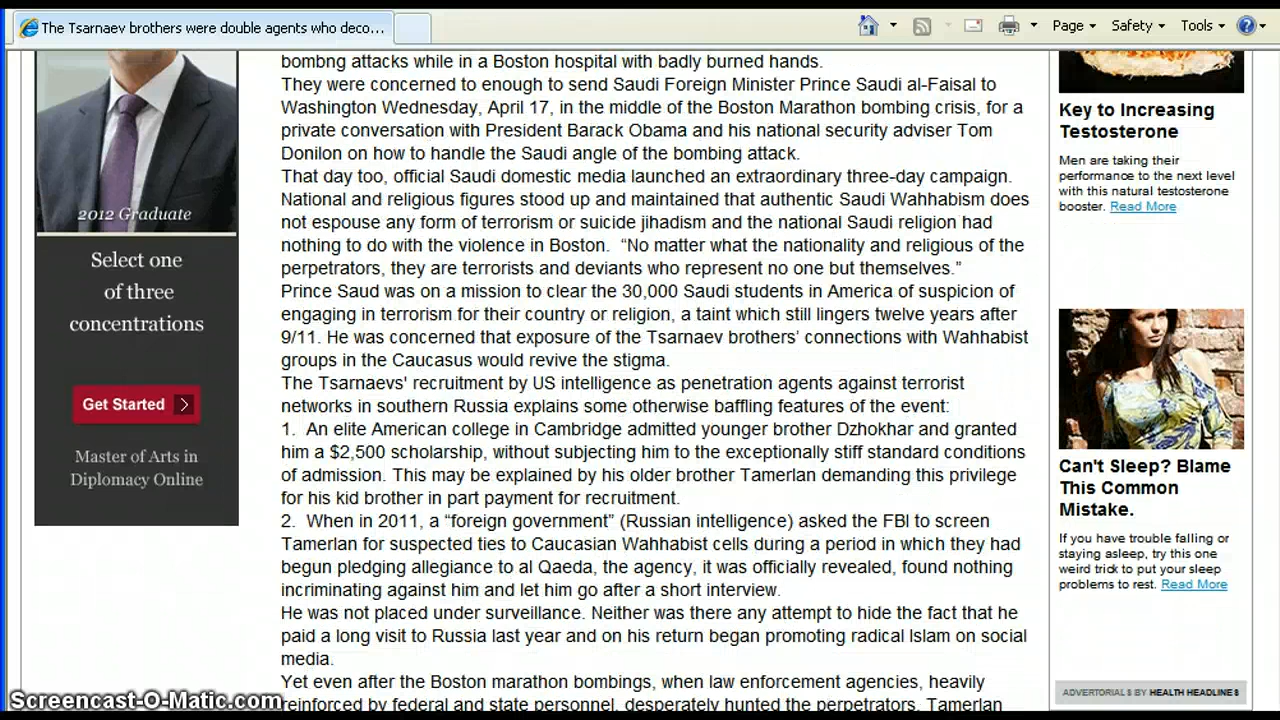 The Tsarnaev brothers were double agents who deco...
Page
Safety
Tools
2012 Graduate
Select one
of three
concentrations
Get Started
Master of Arts in
Diplomacy Online
bombng attacks while in a Boston hospital with badly burned hands.
They were concerned to enough to send Saudi Foreign Minister Prince Saudi al-Faisal to
Washington Wednesday, April 17, in the middle of the Boston Marathon bombing crisis, for a
private conversation with President Barack Obama and his national security adviser Tom
Donilon on how to handle the Saudi angle of the bombing attack.
That day too, official Saudi domestic media launched an extraordinary three-day campaign.
National and religious figures stood up and maintained that authentic Saudi Wahhabism does
not espouse any form of terrorism or suicide jihadism and the national Saudi religion had
nothing to do with the violence in Boston. “No matter what the nationality and religious of the
perpetrators, they are terrorists and deviants who represent no one but themselves.”
Prince Saud was on a mission to clear the 30,000 Saudi students in America of suspicion of
engaging in terrorism for their country or religion, a taint which still lingers twelve years after
9/11. He was concerned that exposure of the Tsarnaev brothers’ connections with Wahhabist
groups in the Caucasus would revive the stigma.
The Tsarnaevs' recruitment by US intelligence as penetration agents against terrorist
networks in southern Russia explains some otherwise baffling features of the event:
1. An elite American college in Cambridge admitted younger brother Dzhokhar and granted
him a $2,500 scholarship, without subjecting him to the exceptionally stiff standard conditions
of admission. This may be explained by his older brother Tamerlan demanding this privilege
for his kid brother in part payment for recruitment.
2. When in 2011, a “foreign government” (Russian intelligence) asked the FBI to screen
Tamerlan for suspected ties to Caucasian Wahhabist cells during a period in which they had
begun pledging allegiance to al Qaeda, the agency, it was officially revealed, found nothing
incriminating against him and let him go after a short interview.
He was not placed under surveillance. Neither was there any attempt to hide the fact that he
paid a long visit to Russia last year and on his return began promoting radical Islam on social
media.
Yet even after the Boston marathon bombings, when law enforcement agencies, heavily
reinforced by federal and state personnel, desperately hunted the perpetrators, Tamerlan
Key to Increasing
Testosterone
Men are taking their
performance to the next level
with this natural testosterone
booster. Read More
Can't Sleep? Blame
This Common
Mistake.
If you have trouble falling or
staying asleep, try this one
weird trick to put your sleep
problems to rest. Read More
ADVERTORIALS BY HEALTH HEADLINES
Screencast-O-Matic.com